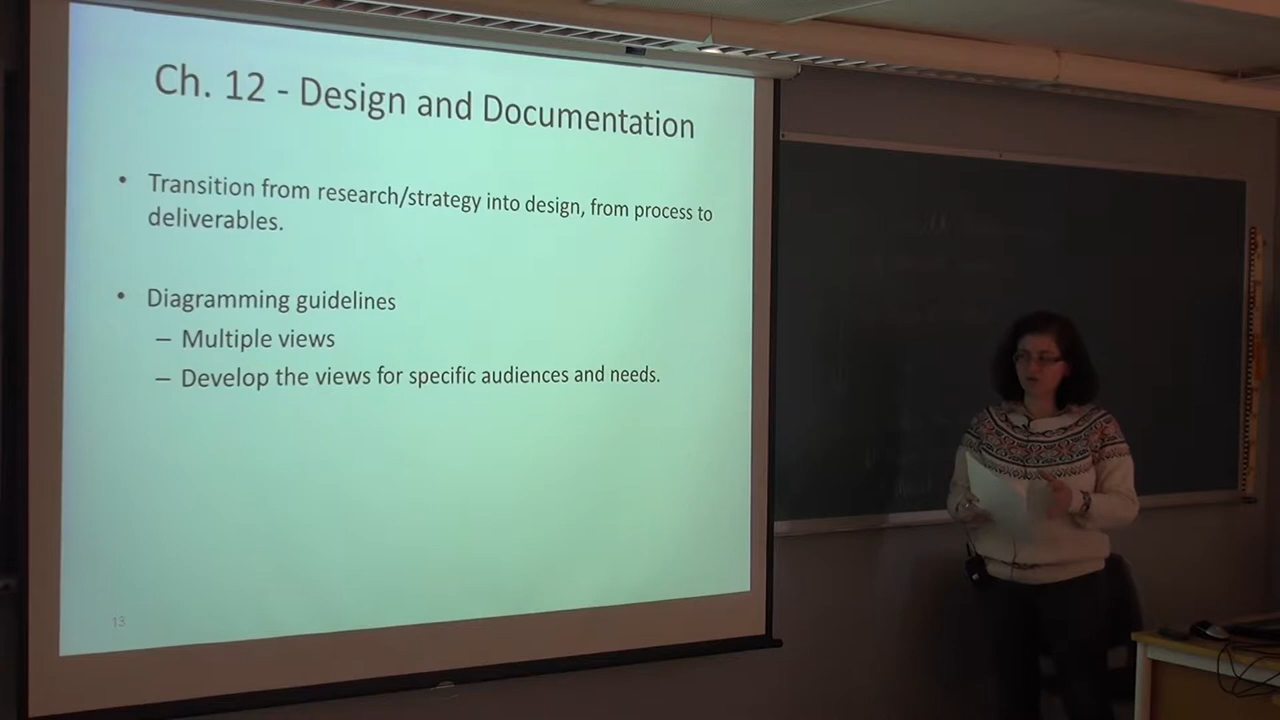 Ch. 12 - Design and Documentation
• Transition from research/strategy into design, from process to
deliverables.
• Diagramming guidelines
– Multiple views
– Develop the views for specific audiences and needs.
13